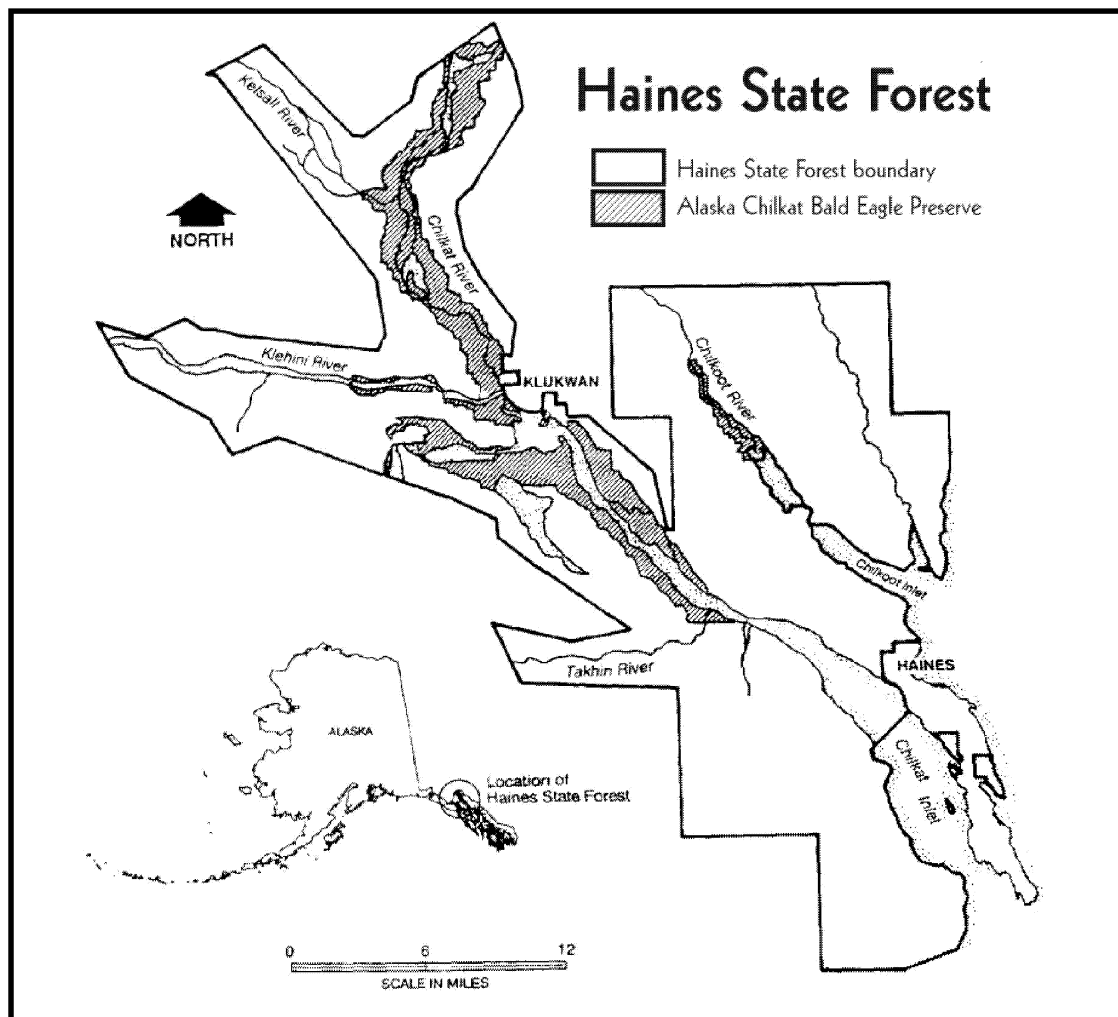 Haines State Forest
Haines State Forest boundary
Alaska Chilkat Bald Eagle Preserve
Kelsall River
NORTH
Chilkat River
Klehini River
KLUKWAN
Chilkoot River
Chilkoot Inlet
Takhin River
HAINES
Chilkat Inlet
ALASKA
Location of
Haines State Forest
0 6 12
SCALE IN MILES